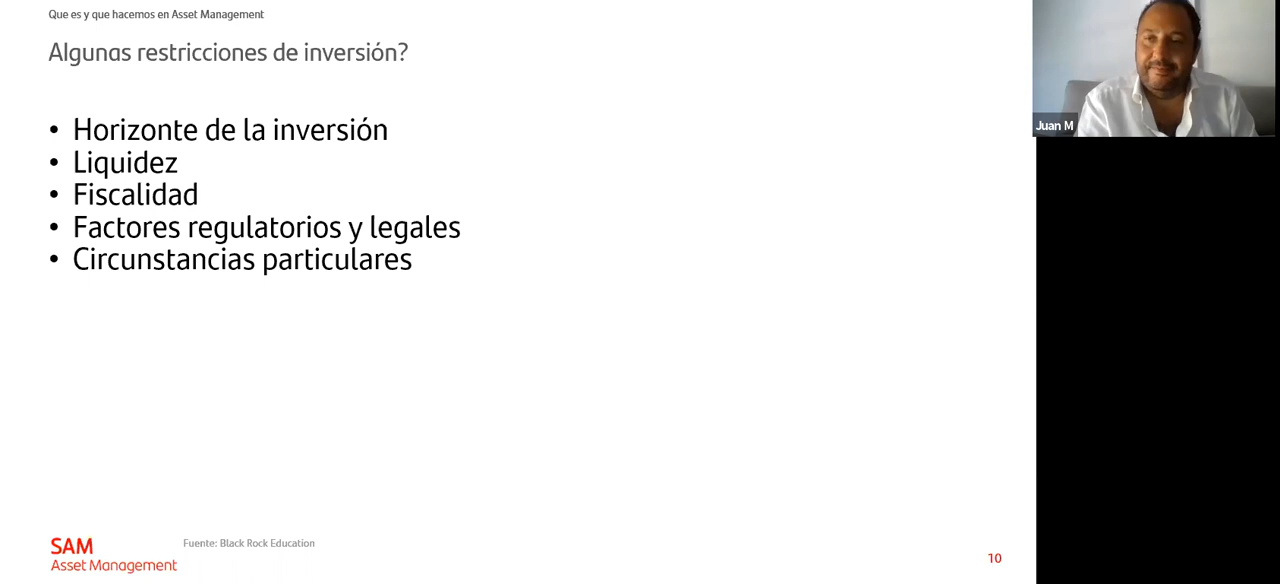 Que es y que hacemos en Asset Management
Algunas restricciones de inversión?
• Horizonte de la inversión
• Liquidez
• Fiscalidad
• Factores regulatorios y legales
• Circunstancias particulares
Juan M
SAM
Asset Management
Fuente: Black Rock Education
10